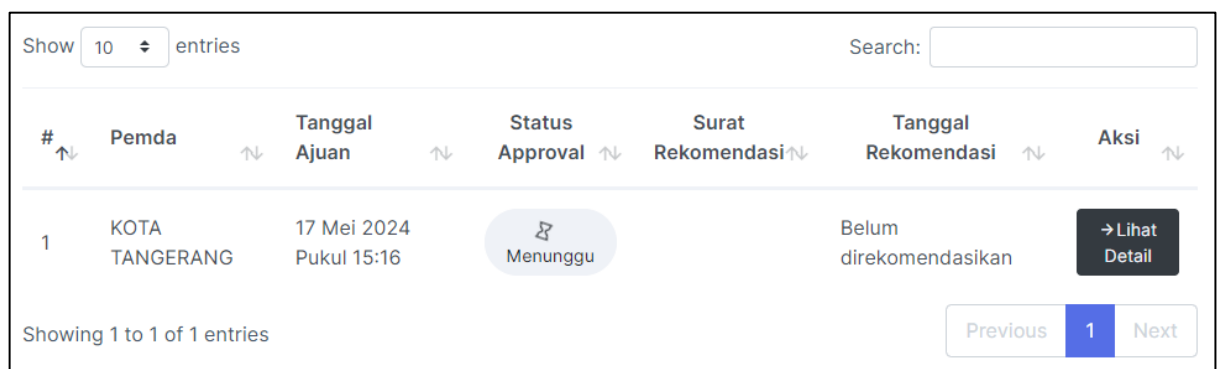 Show 10 entries Search:
# Pemda Tanggal Ajuan Status Approval Surat Rekomendasi Tanggal Rekomendasi Aksi
1 KOTA TANGERANG 17 Mei 2024 Pukul 15:16 Menunggu Belum direkomendasikan →Lihat Detail
Showing 1 to 1 of 1 entries Previous 1 Next